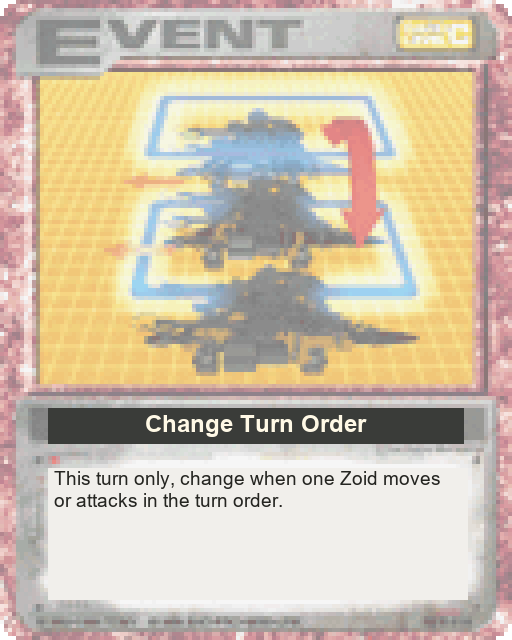 EVENT
C
Change Turn Order
This turn only, change when one Zoid moves
or attacks in the turn order.